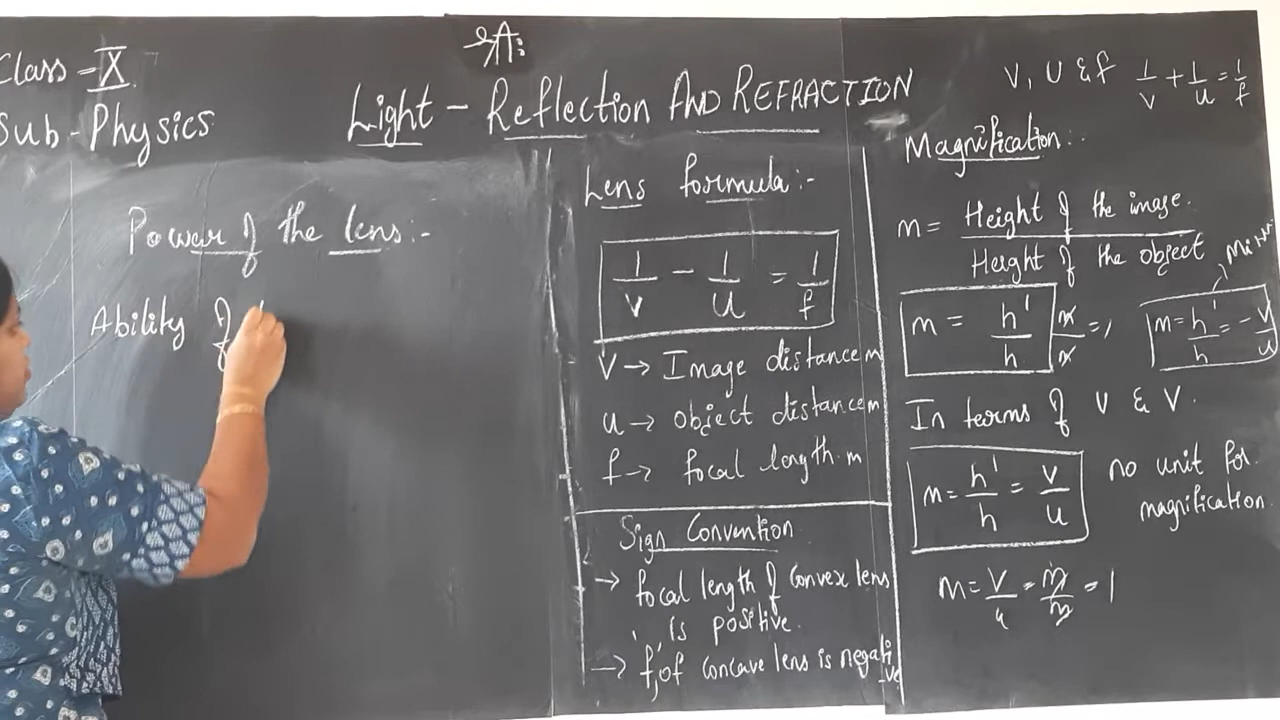 Class - X
Sub - Physics
Light - Reflection AND REFRACTION
Power of the lens:-
Ability of
Lens formula:-
1/v - 1/u = 1/f
V → Image distance m
u → object distance m
f → focal length. m
Sign Convention
→ focal length of Convex lens
is positive.
→ 'f' of concave lens is negative
V, U & f 1/v + 1/u = 1/f
Magnification:-
m = Height of the image. / Height of the object
m = h'/h m/m = 1
m = h'/h = -v/u
In terms of V & V.
m = h'/h = v/u
no unit for
magnification.
m = v/u = m/m = 1